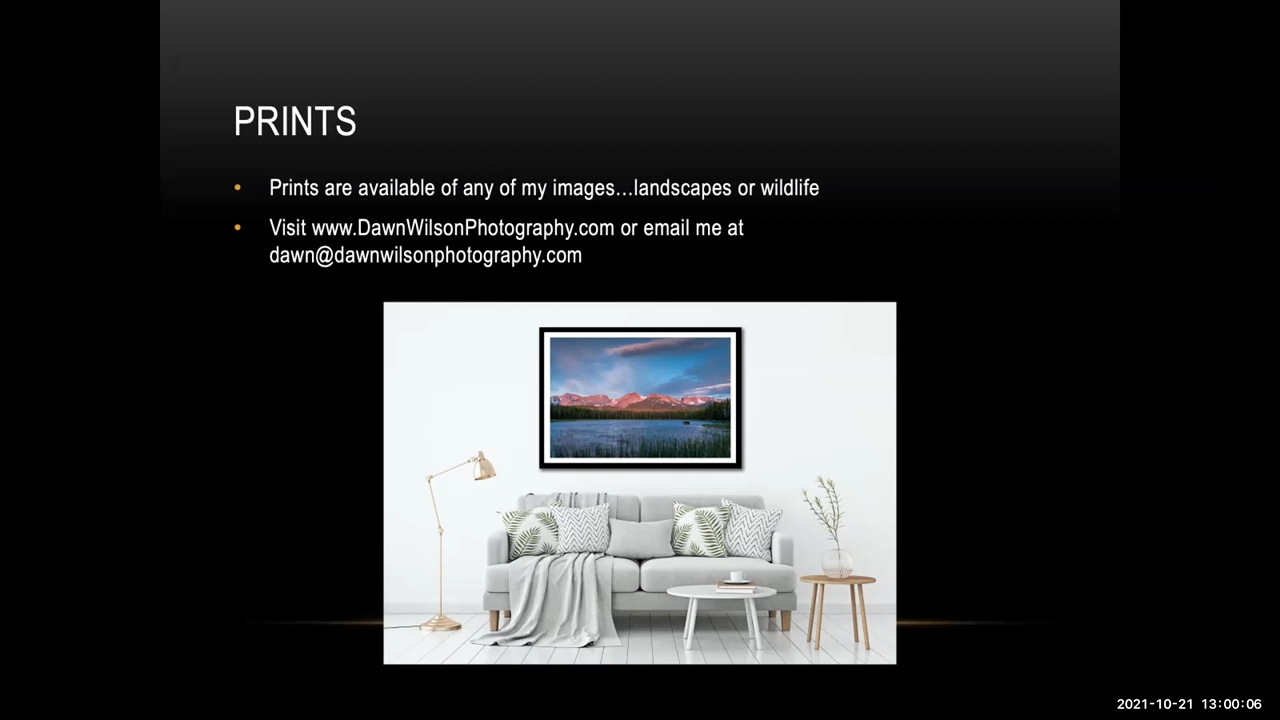 PRINTS
• Prints are available of any of my images...landscapes or wildlife
• Visit www.DawnWilsonPhotography.com or email me at
dawn@dawnwilsonphotography.com
2021-10-21 13:00:06